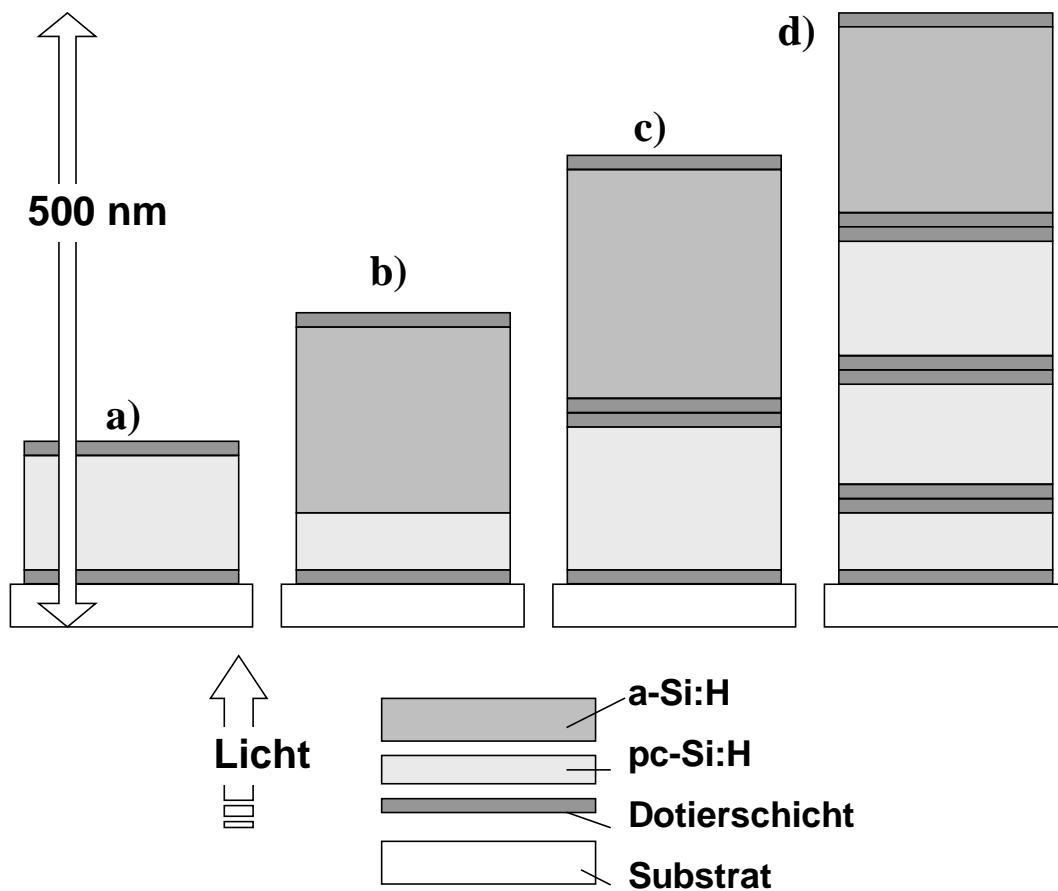 d)
c)
500 nm
b)
a)
a-Si:H
pc-Si:H
Licht
Dotierschicht
Substrat